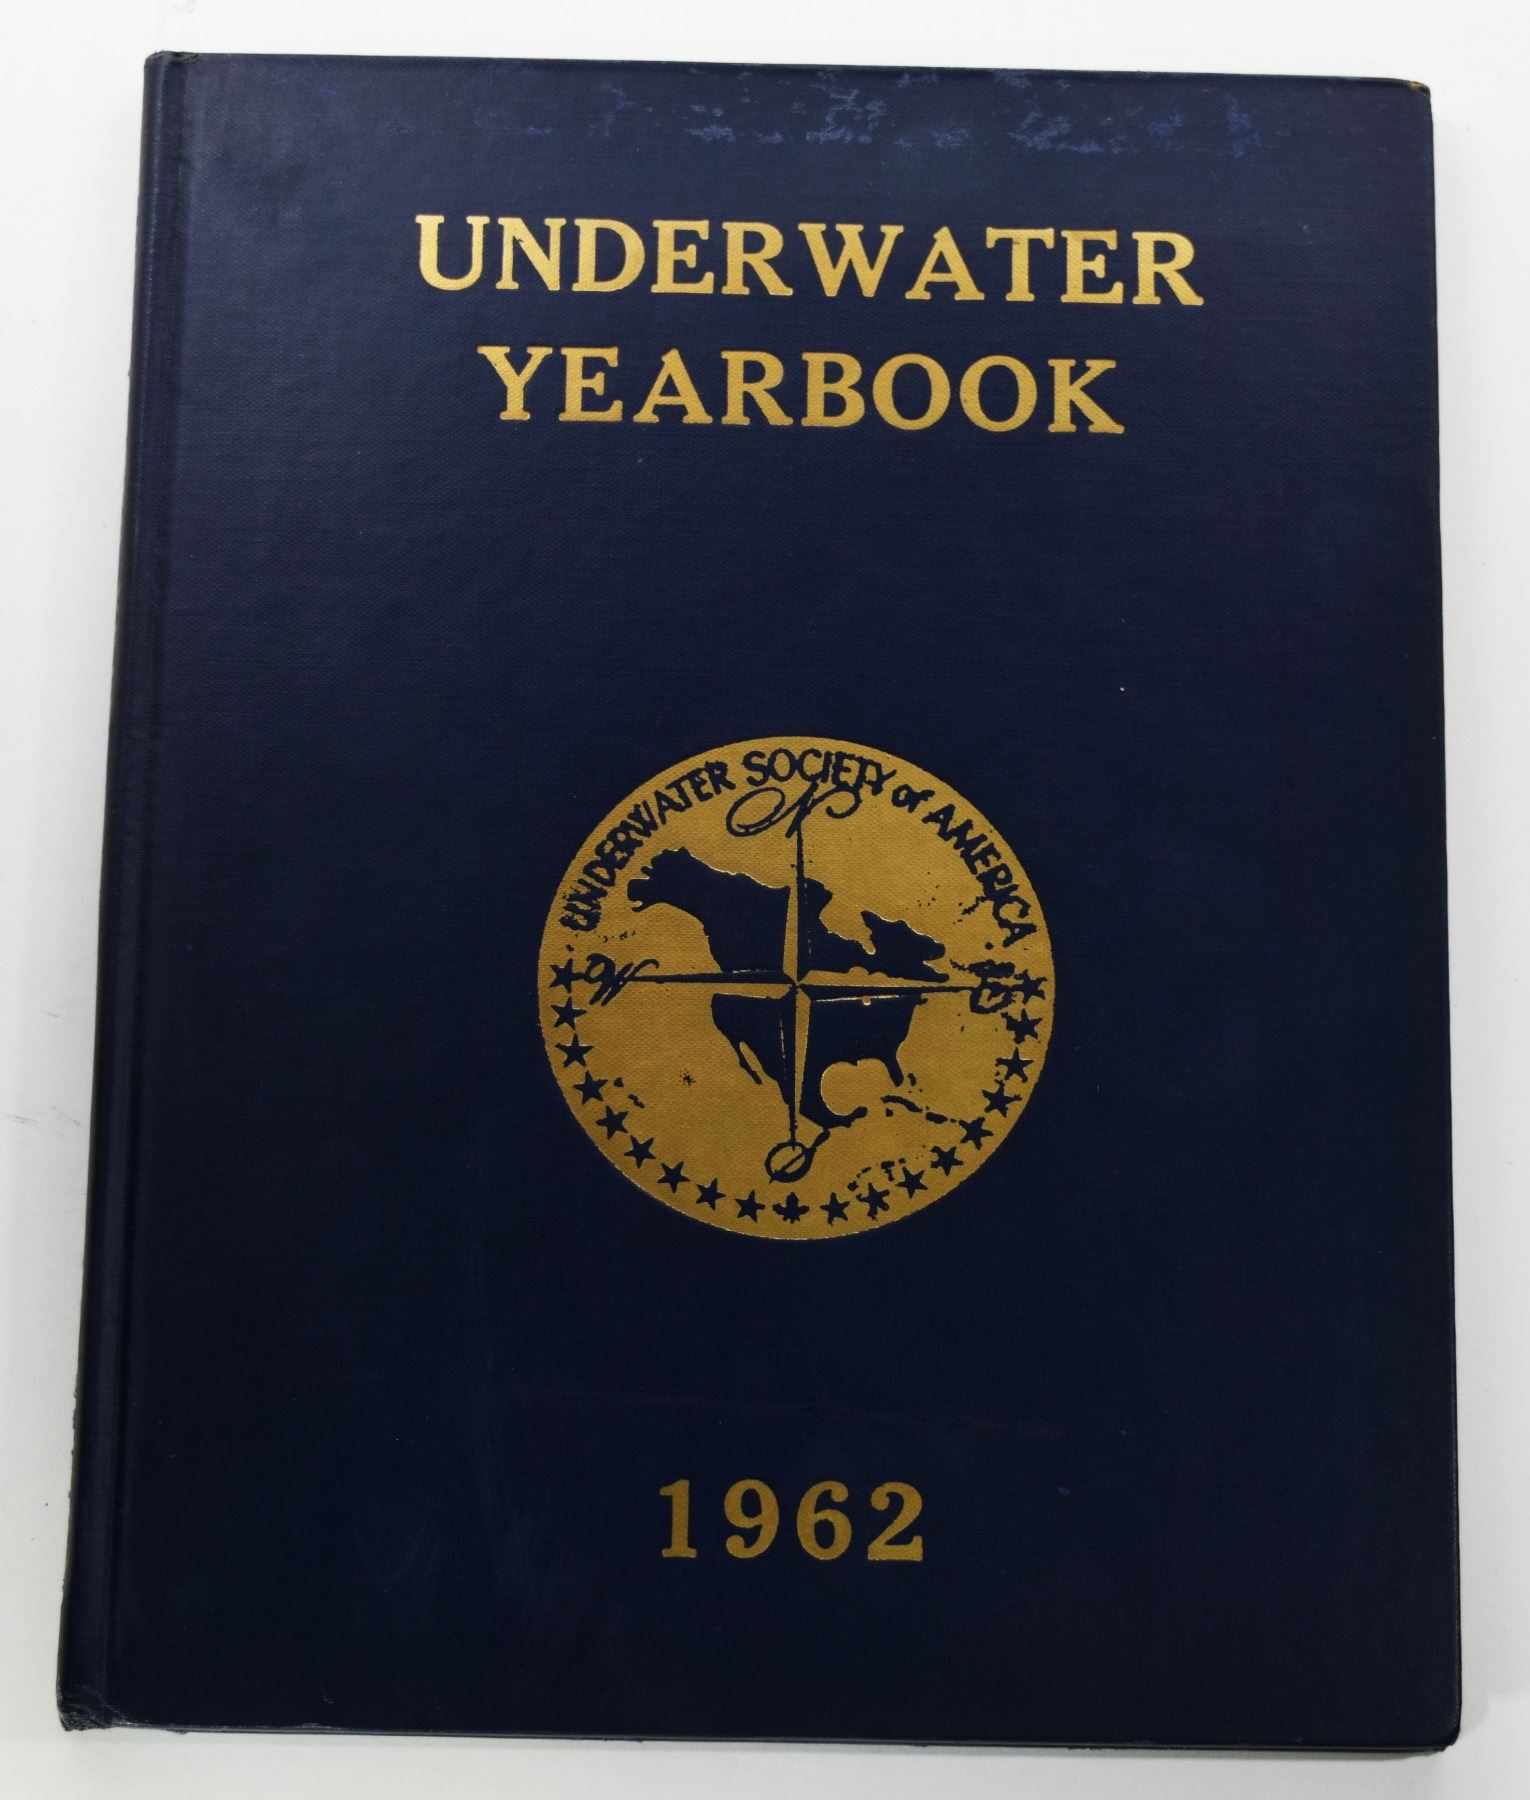 UNDERWATER
YEARBOOK
UNDERWATER SOCIETY of AMERICA
N
W
1962